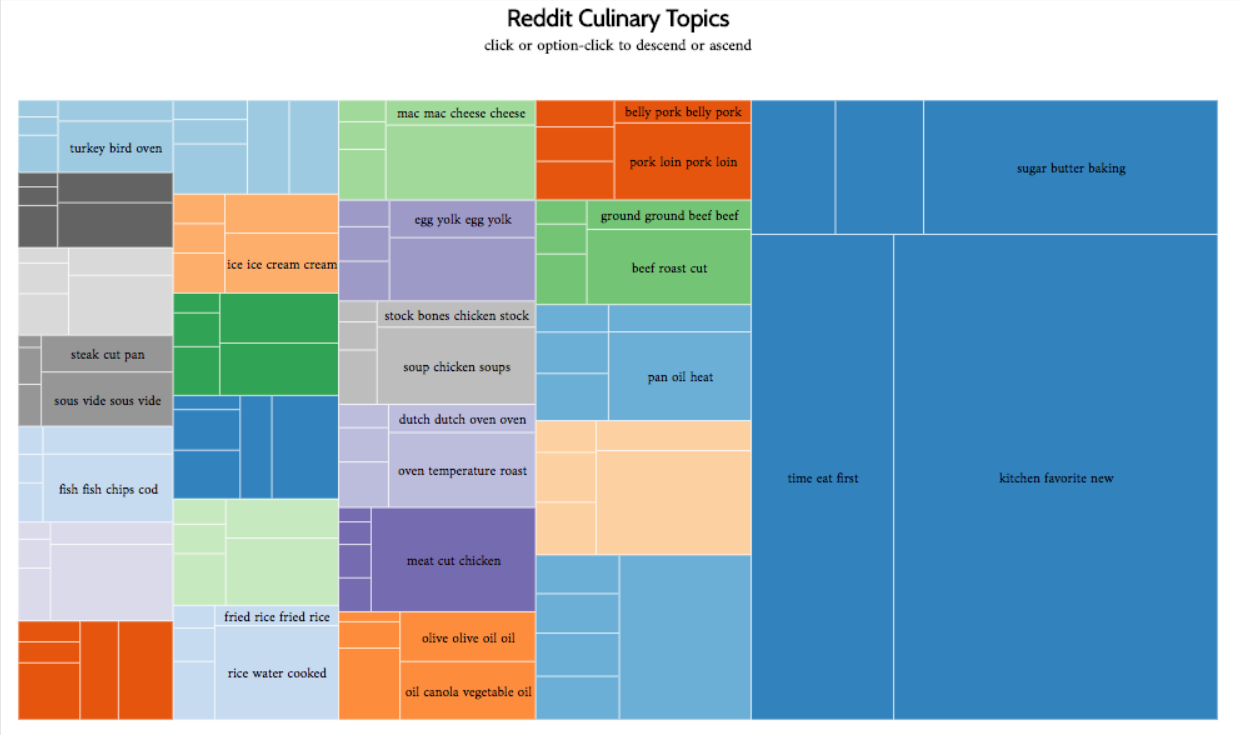 Reddit Culinary Topics
click or option-click to descend or ascend
turkey bird oven
steak cut pan
sous vide sous vide
fish fish chips cod
ice ice cream cream
fried rice fried rice
rice water cooked
mac mac cheese cheese
egg yolk egg yolk
stock bones chicken stock
soup chicken soups
dutch dutch oven oven
oven temperature roast
meat cut chicken
olive olive oil oil
oil canola vegetable oil
belly pork belly pork
pork loin pork loin
ground ground beef beef
beef roast cut
pan oil heat
sugar butter baking
time eat first
kitchen favorite new